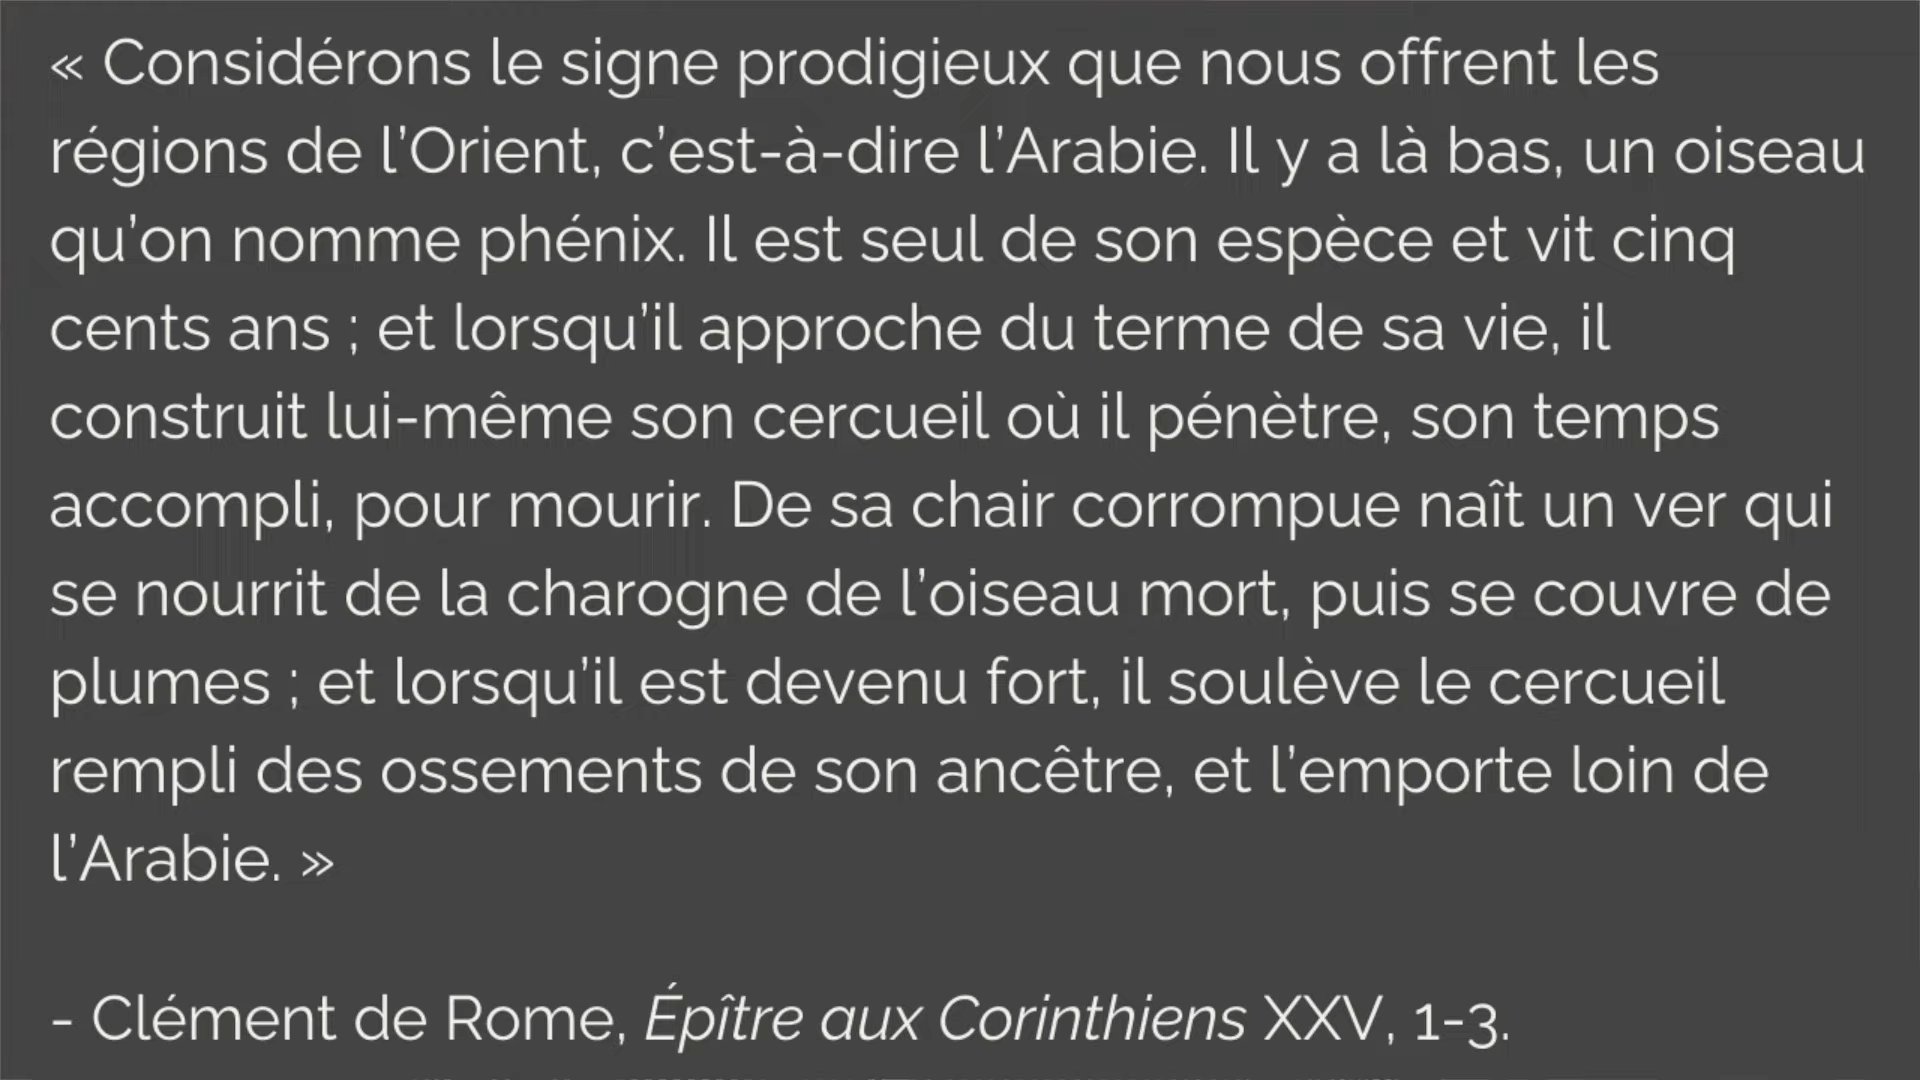 « Considérons le signe prodigieux que nous offrent les
régions de l’Orient, c’est-à-dire l’Arabie. Il y a là bas, un oiseau
qu’on nomme phénix. Il est seul de son espèce et vit cinq
cents ans ; et lorsqu’il approche du terme de sa vie, il
construit lui-même son cercueil où il pénètre, son temps
accompli, pour mourir. De sa chair corrompue naît un ver qui
se nourrit de la charogne de l’oiseau mort, puis se couvre de
plumes ; et lorsqu’il est devenu fort, il soulève le cercueil
rempli des ossements de son ancêtre, et l’emporte loin de
l’Arabie. »
- Clément de Rome, Épître aux Corinthiens XXV, 1-3.